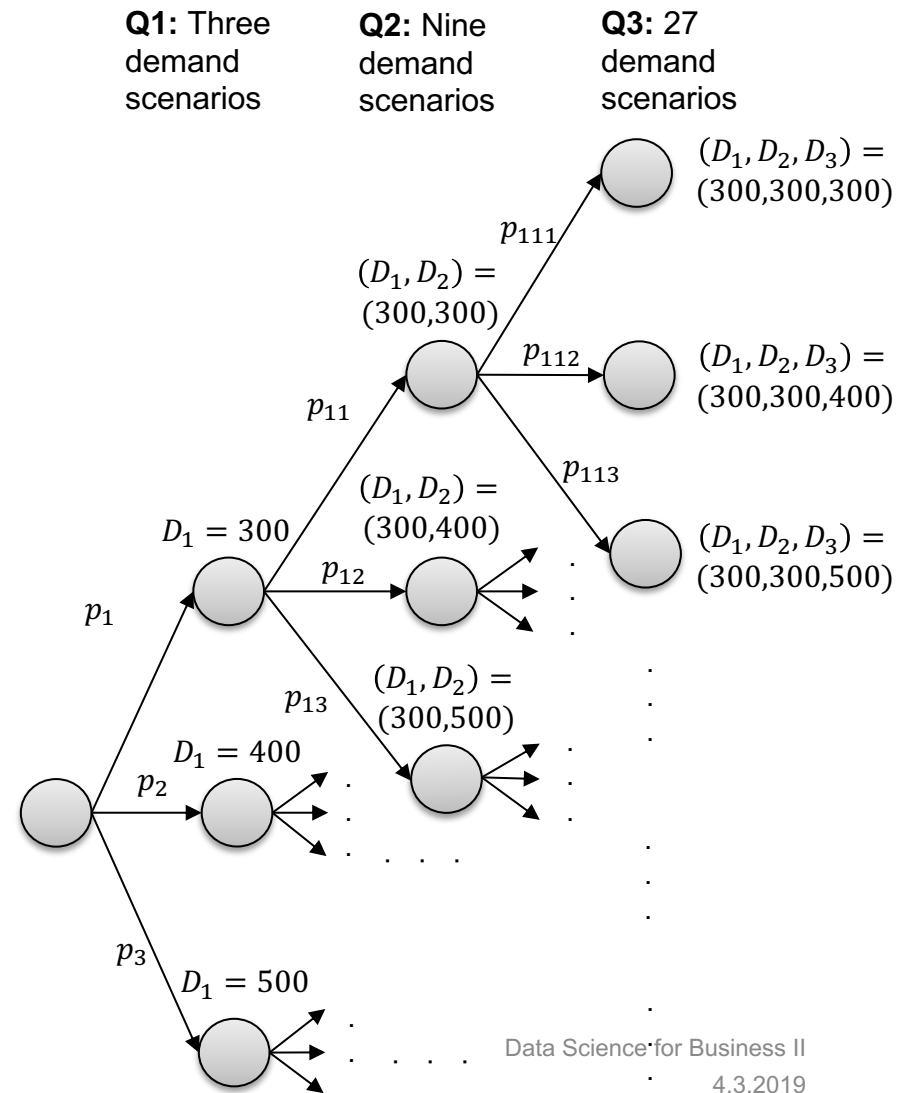 Q1: Three
demand
scenarios
Q2: Nine
demand
scenarios
Q3: 27
demand
scenarios
(D₁, D₂, D₃) =
(300,300,300)
p₁₁₁
(D₁, D₂) =
(300,300)
p₁₁₂
(D₁, D₂, D₃) =
(300,300,400)
p₁₁
p₁₁₃
(D₁, D₂) =
(300,400)
D₁ = 300
(D₁, D₂, D₃) =
(300,300,500)
p₁₂
p₁
(D₁, D₂) =
(300,500)
p₁₃
D₁ = 400
p₂
p₃
D₁ = 500
Data Science for Business II
4.3.2019